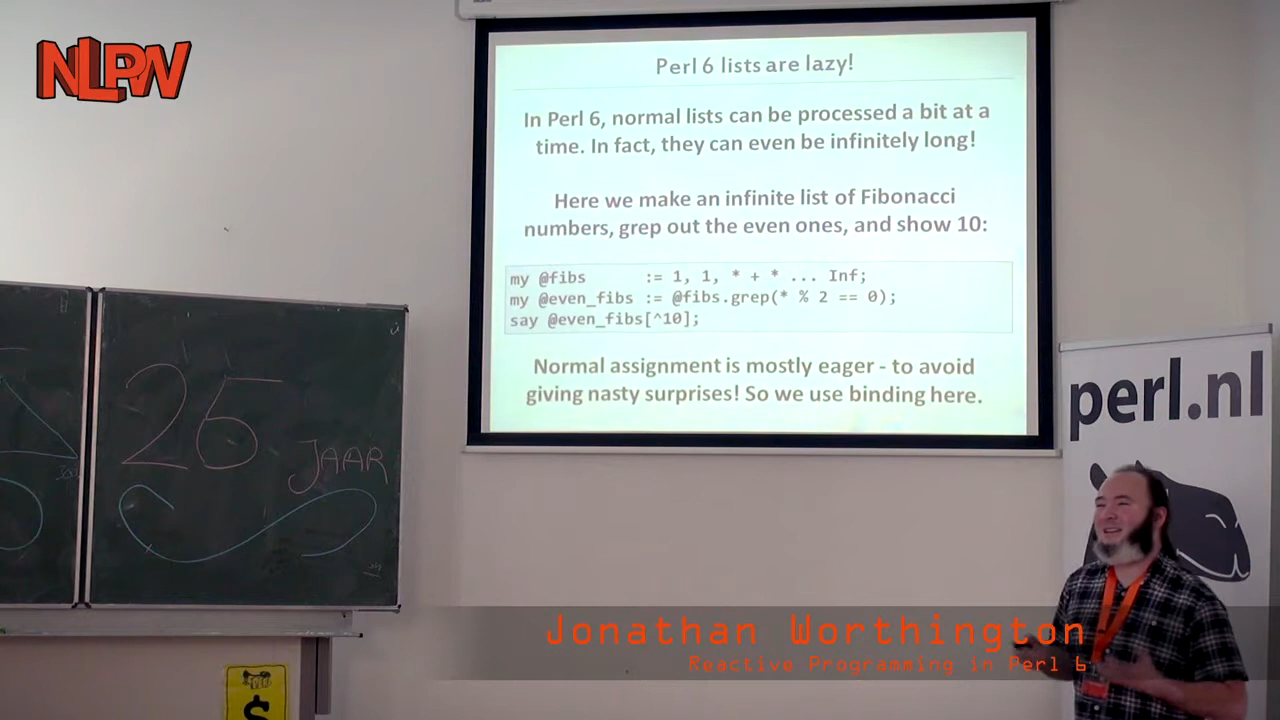 NLPW
Perl 6 lists are lazy!
In Perl 6, normal lists can be processed a bit at a
time. In fact, they can even be infinitely long!
Here we make an infinite list of Fibonacci
numbers, grep out the even ones, and show 10:
my @fibs      := 1, 1, * + * ... Inf;
my @even_fibs := @fibs.grep(* % 2 == 0);
say @even_fibs[^10];
Normal assignment is mostly eager - to avoid
giving nasty surprises! So we use binding here.
26
JAAR
perl.nl
Jonathan Worthington
Reactive Programming in Perl 6
$